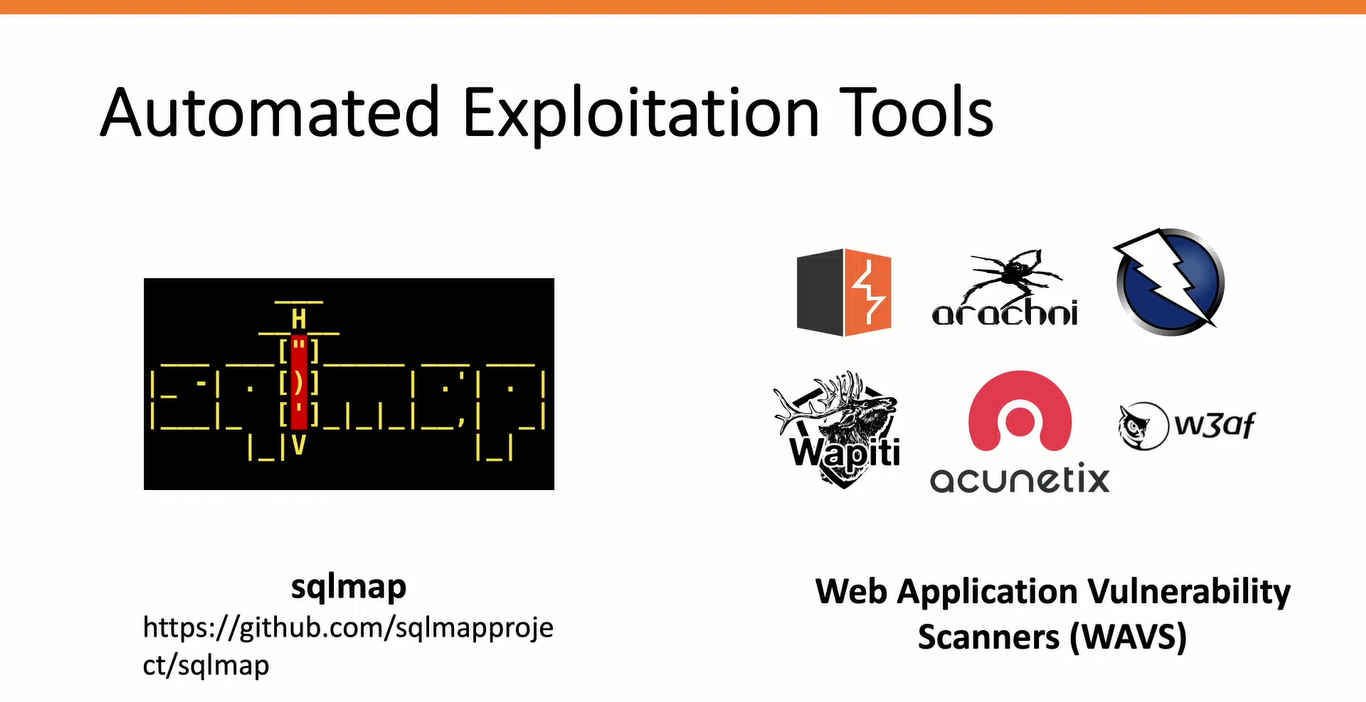 Automated Exploitation Tools
sqlmap
https://github.com/sqlmapproje
ct/sqlmap
arachni
Wapiti
acunetix
w3af
Web Application Vulnerability
Scanners (WAVS)